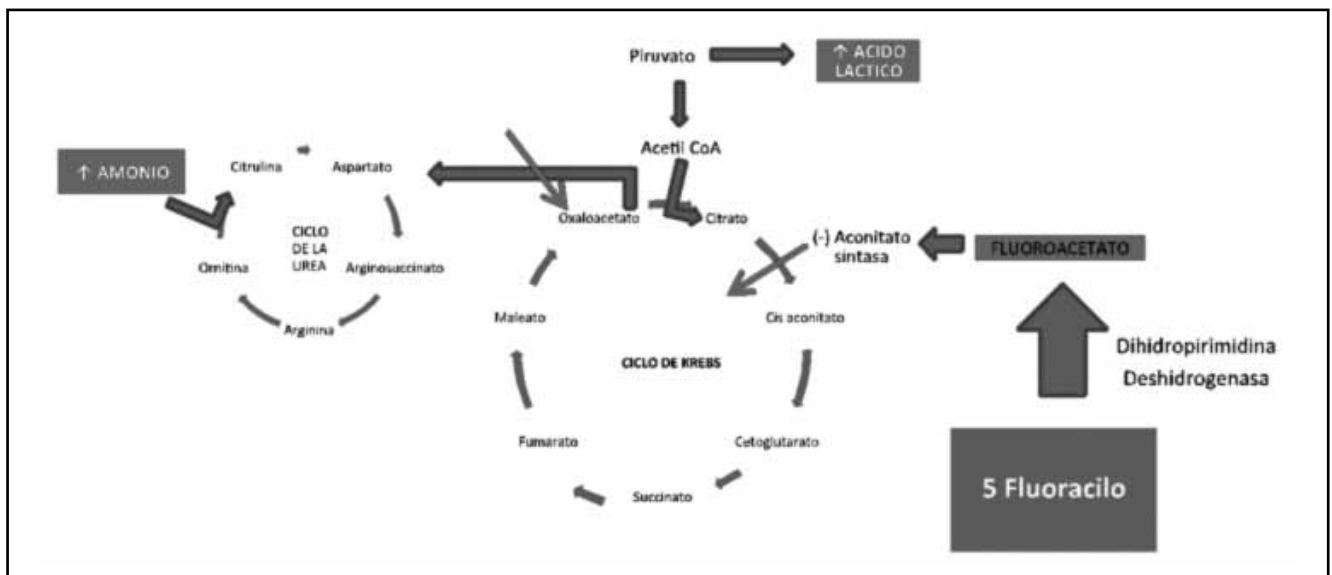 Piruvato
↑ ACIDO
LACTICO
Acetil CoA
↑ AMONIO
Citrulina
Aspartato
Oxaloacetato
Citrato
(-) Aconitato
sintasa
FLUOROACETATO
CICLO
DE LA
UREA
Ornitina
Arginosuccinato
Arginina
Maleato
Cis aconitato
Dihidropirimidina
Deshidrogenasa
CICLO DE KREBS
Fumarato
Cetoglutarato
Succinato
5 Fluoracilo